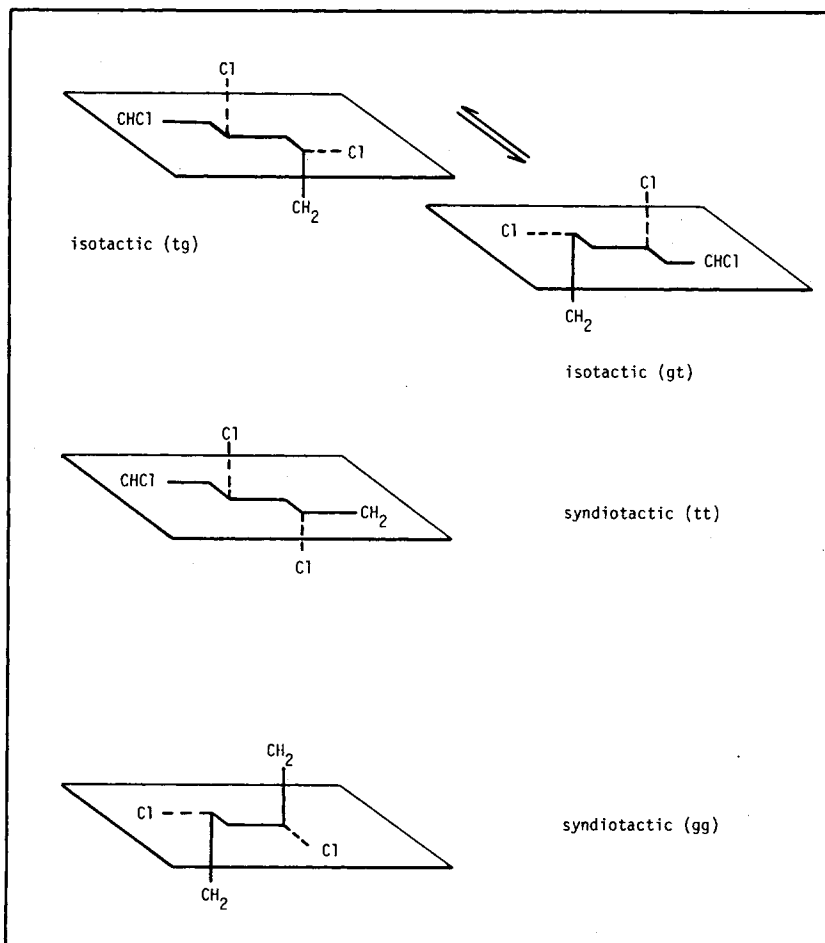 Cl
CHCl
Cl
CH2
isotactic (tg)
Cl
Cl
CHCl
CH2
isotactic (gt)
Cl
CHCl
CH2
Cl
syndiotactic (tt)
CH2
Cl
Cl
CH2
syndiotactic (gg)